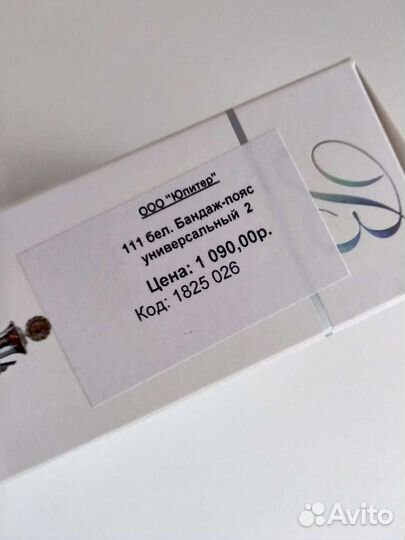 ООО "Юпитер"
111 бел. Бандаж-пояс
универсальный 2
Цена: 1 090,00р.
Код: 1825 026
B
Avito